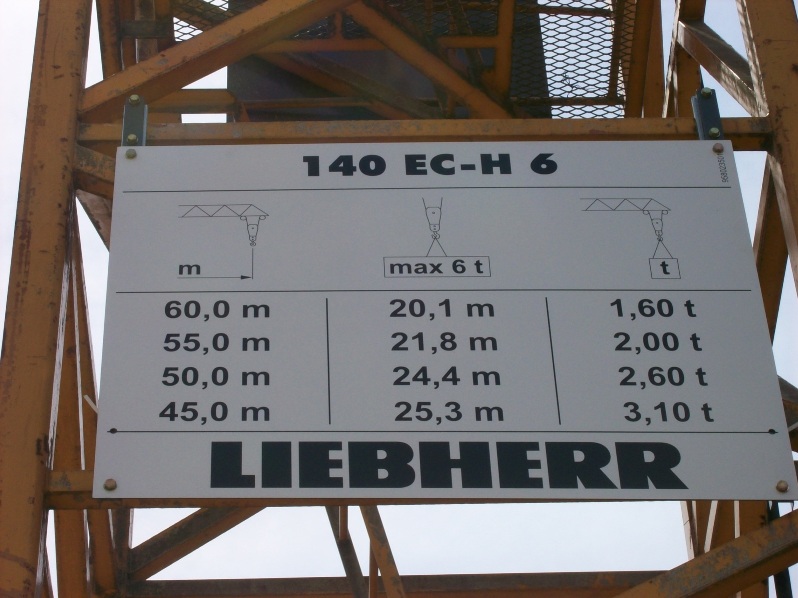 140 EC-H 6
m max 6 t t
60,0 m 20,1 m 1,60 t
55,0 m 21,8 m 2,00 t
50,0 m 24,4 m 2,60 t
45,0 m 25,3 m 3,10 t
LIEBHERR